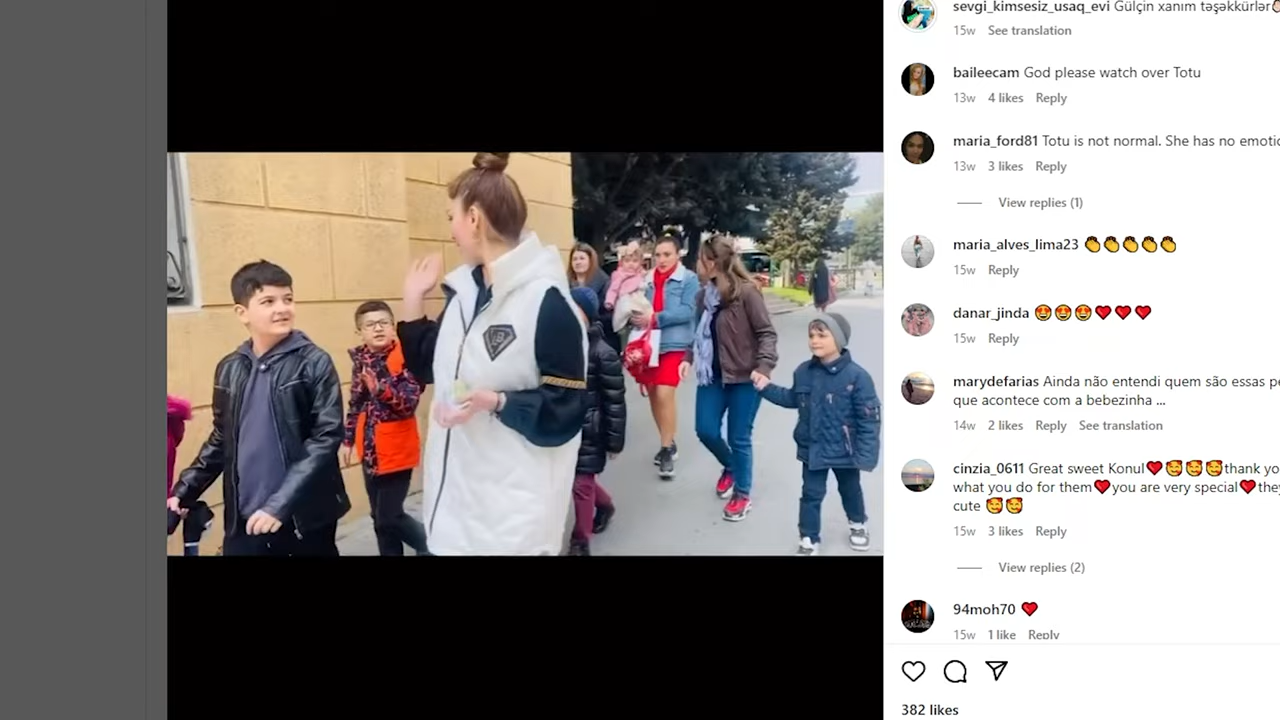 sevgi_kimsesiz_usaq_evi Gülçin xanım təşəkkürlər
15w See translation
baileecam God please watch over Totu
13w 4 likes Reply
maria_ford81 Totu is not normal. She has no emotic
13w 3 likes Reply
View replies (1)
maria_alves_lima23 👏👏👏👏👏
15w Reply
danar_jinda 🤩🤩🤩❤️❤️❤️
15w Reply
marydefarias Ainda não entendi quem são essas pe
que acontece com a bebezinha ...
14w 2 likes Reply See translation
cinzia_0611 Great sweet Konul❤️🥰🥰🥰thank yo
what you do for them❤️you are very special❤️they
cute 🥰🥰
15w 3 likes Reply
View replies (2)
94moh70 ❤️
15w 1 like Reply
382 likes